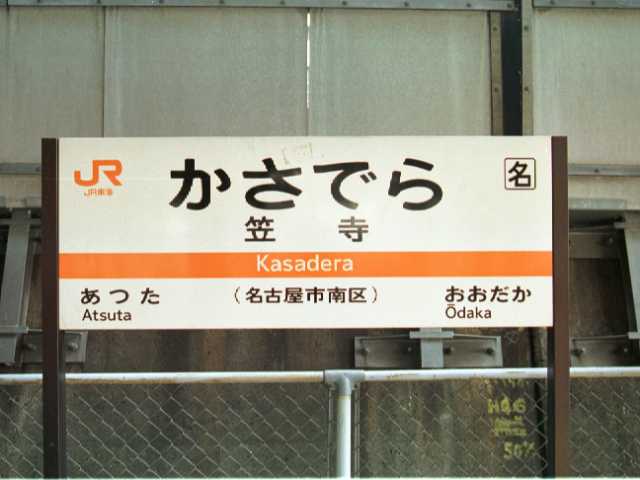 JR
JR東海
かさでら
名
笠寺
Kasadera
あつた
(名古屋市南区)
おおだか
Atsuta
Ōdaka
50%